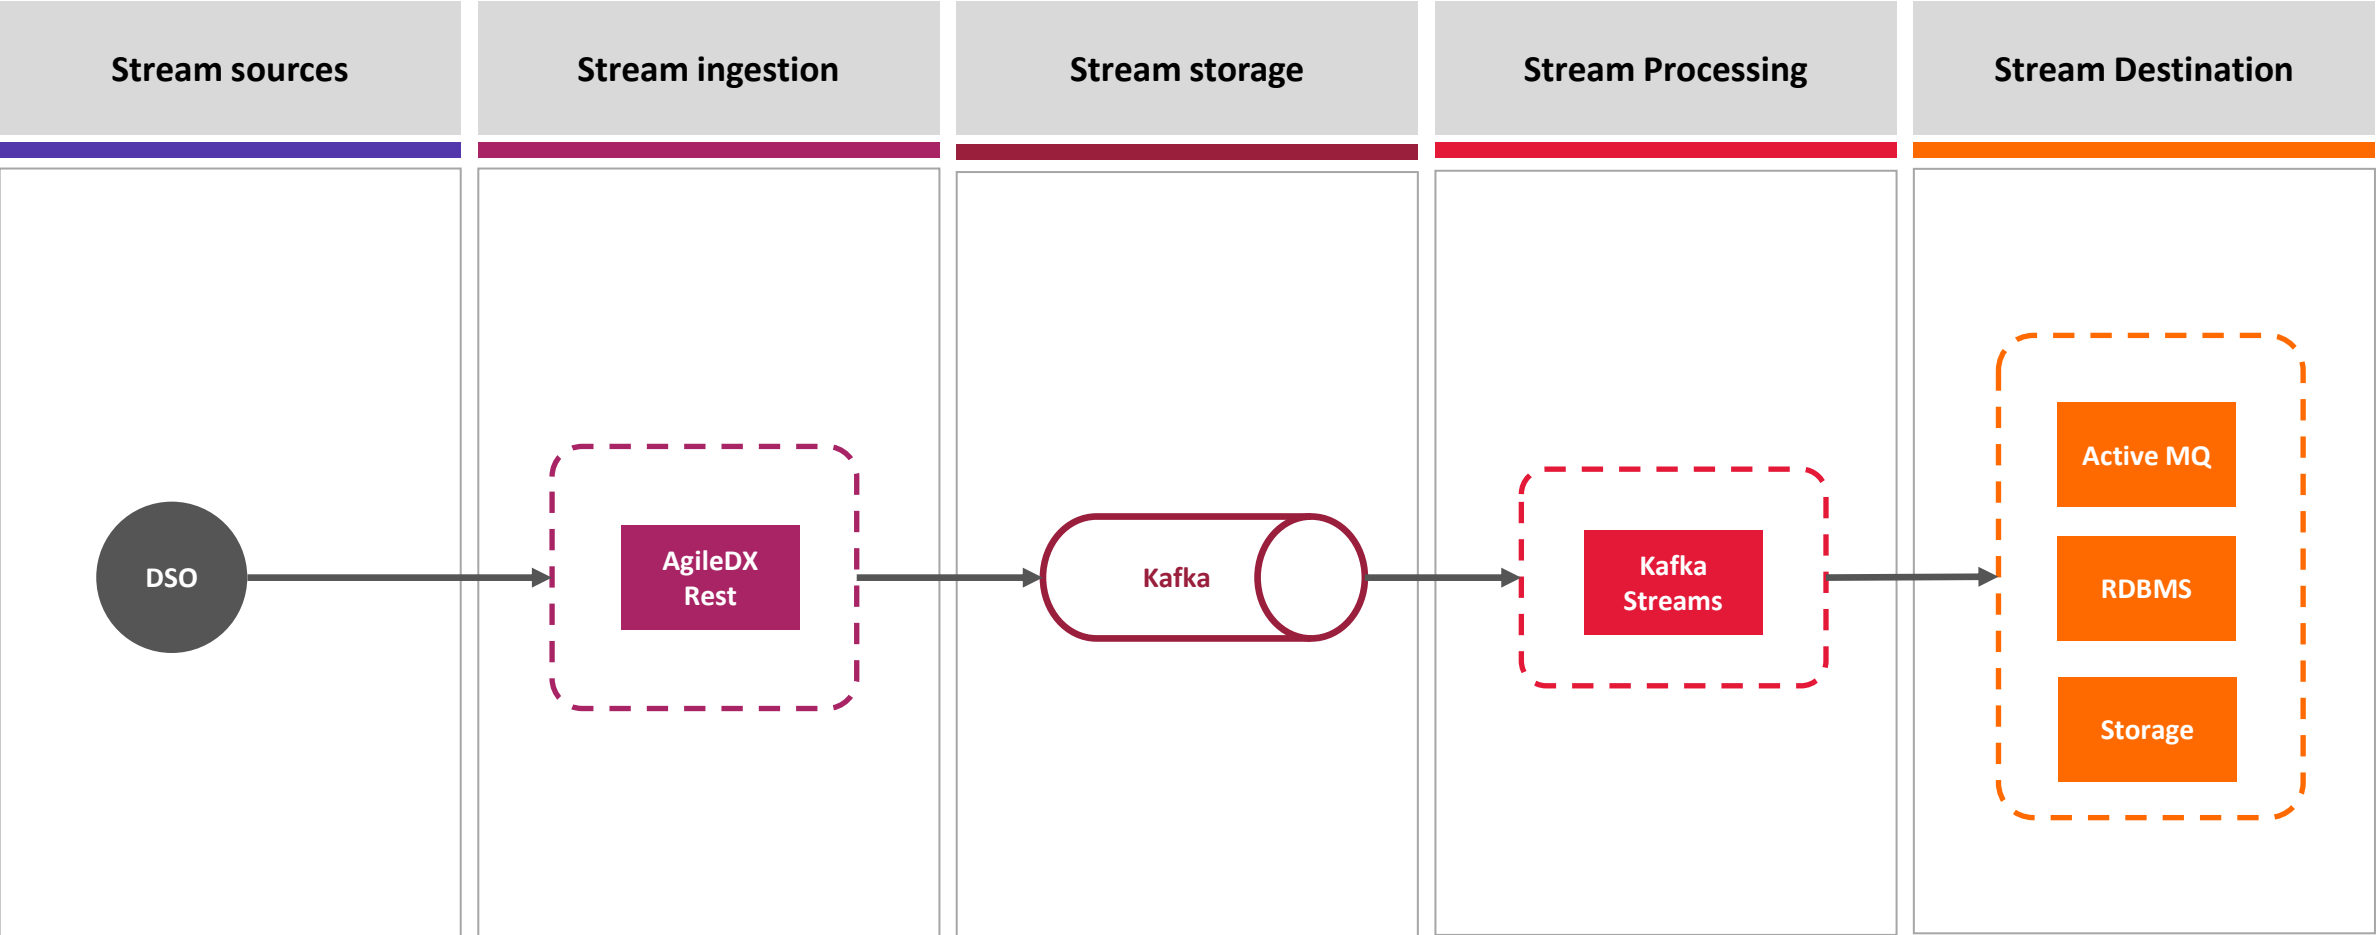 Stream sources
Stream ingestion
Stream storage
Stream Processing
Stream Destination
DSO
AgileDX
Rest
Kafka
Kafka
Streams
Active MQ
RDBMS
Storage